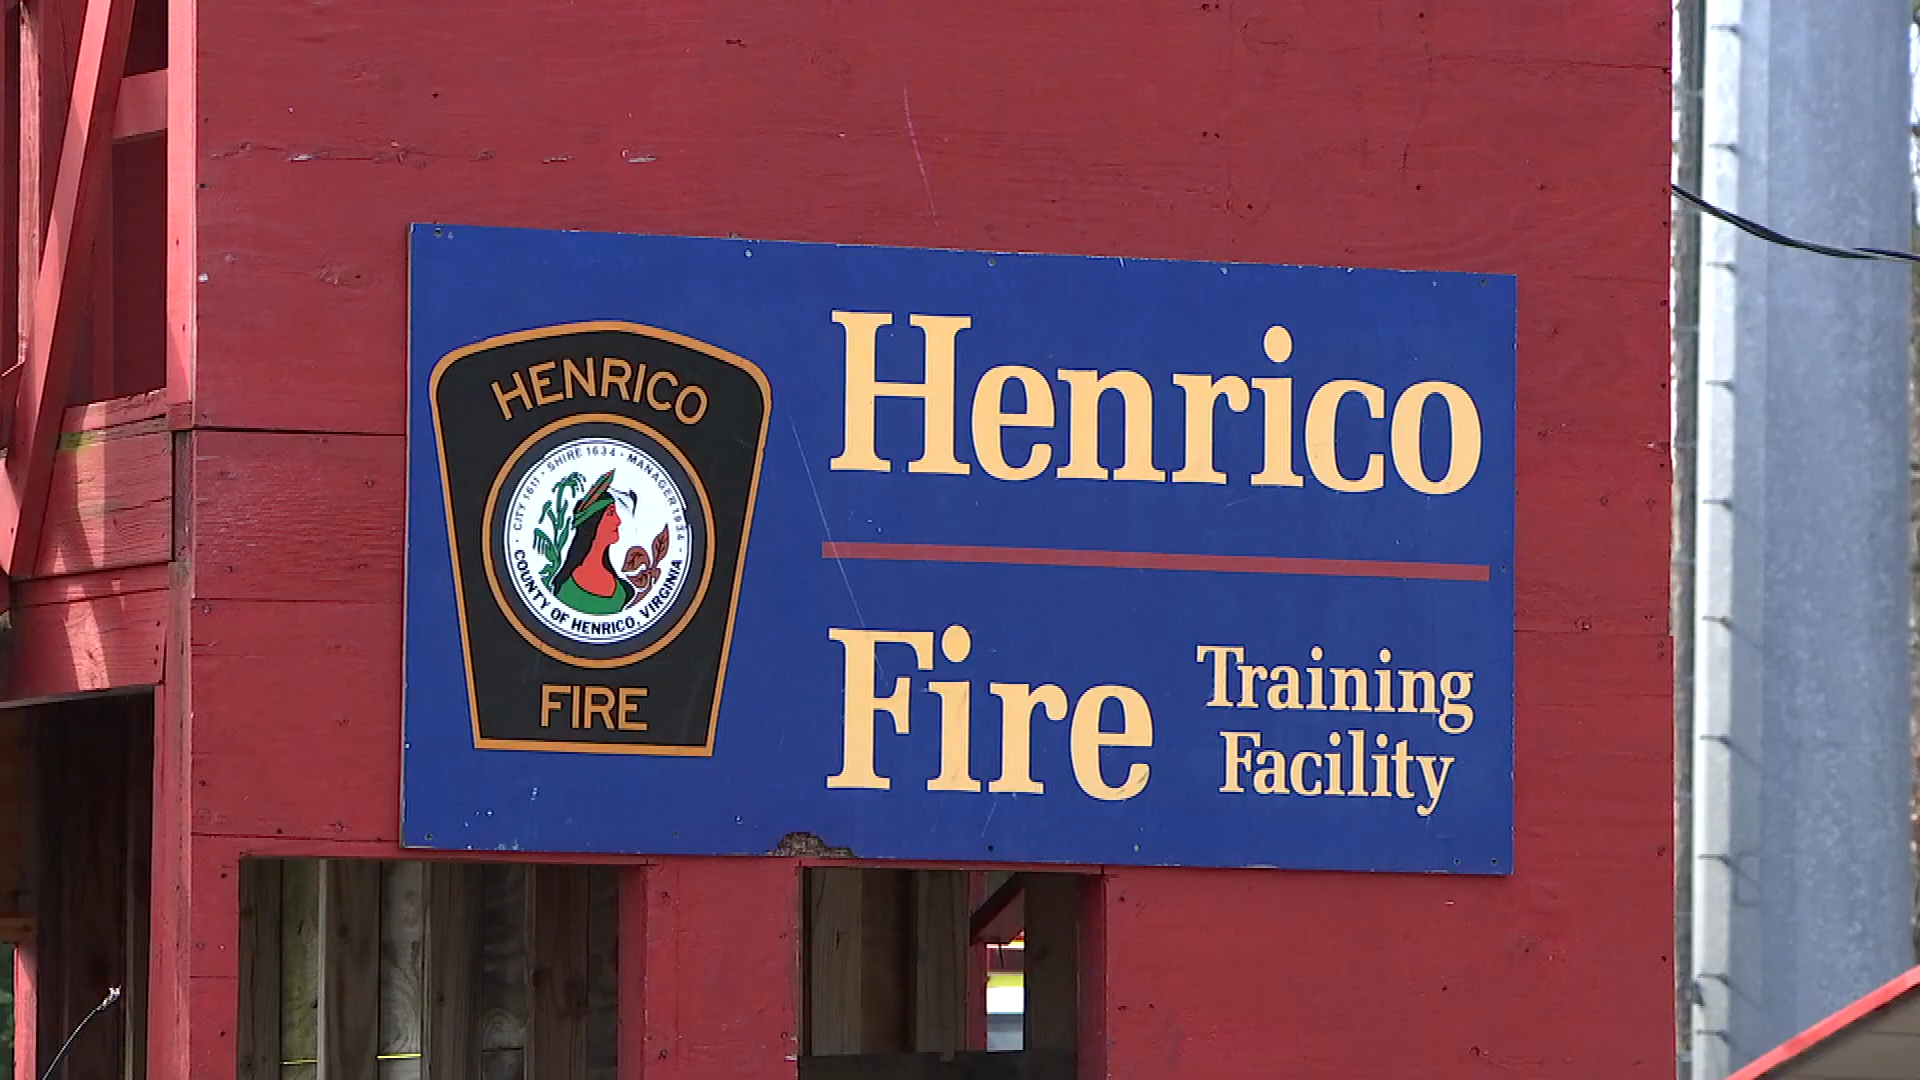 HENRICO
· CITY 1611 · SHIRE 1634 · MANAGER 1934 ·
COUNTY OF HENRICO, VIRGINIA
FIRE
Henrico
Fire
Training
Facility